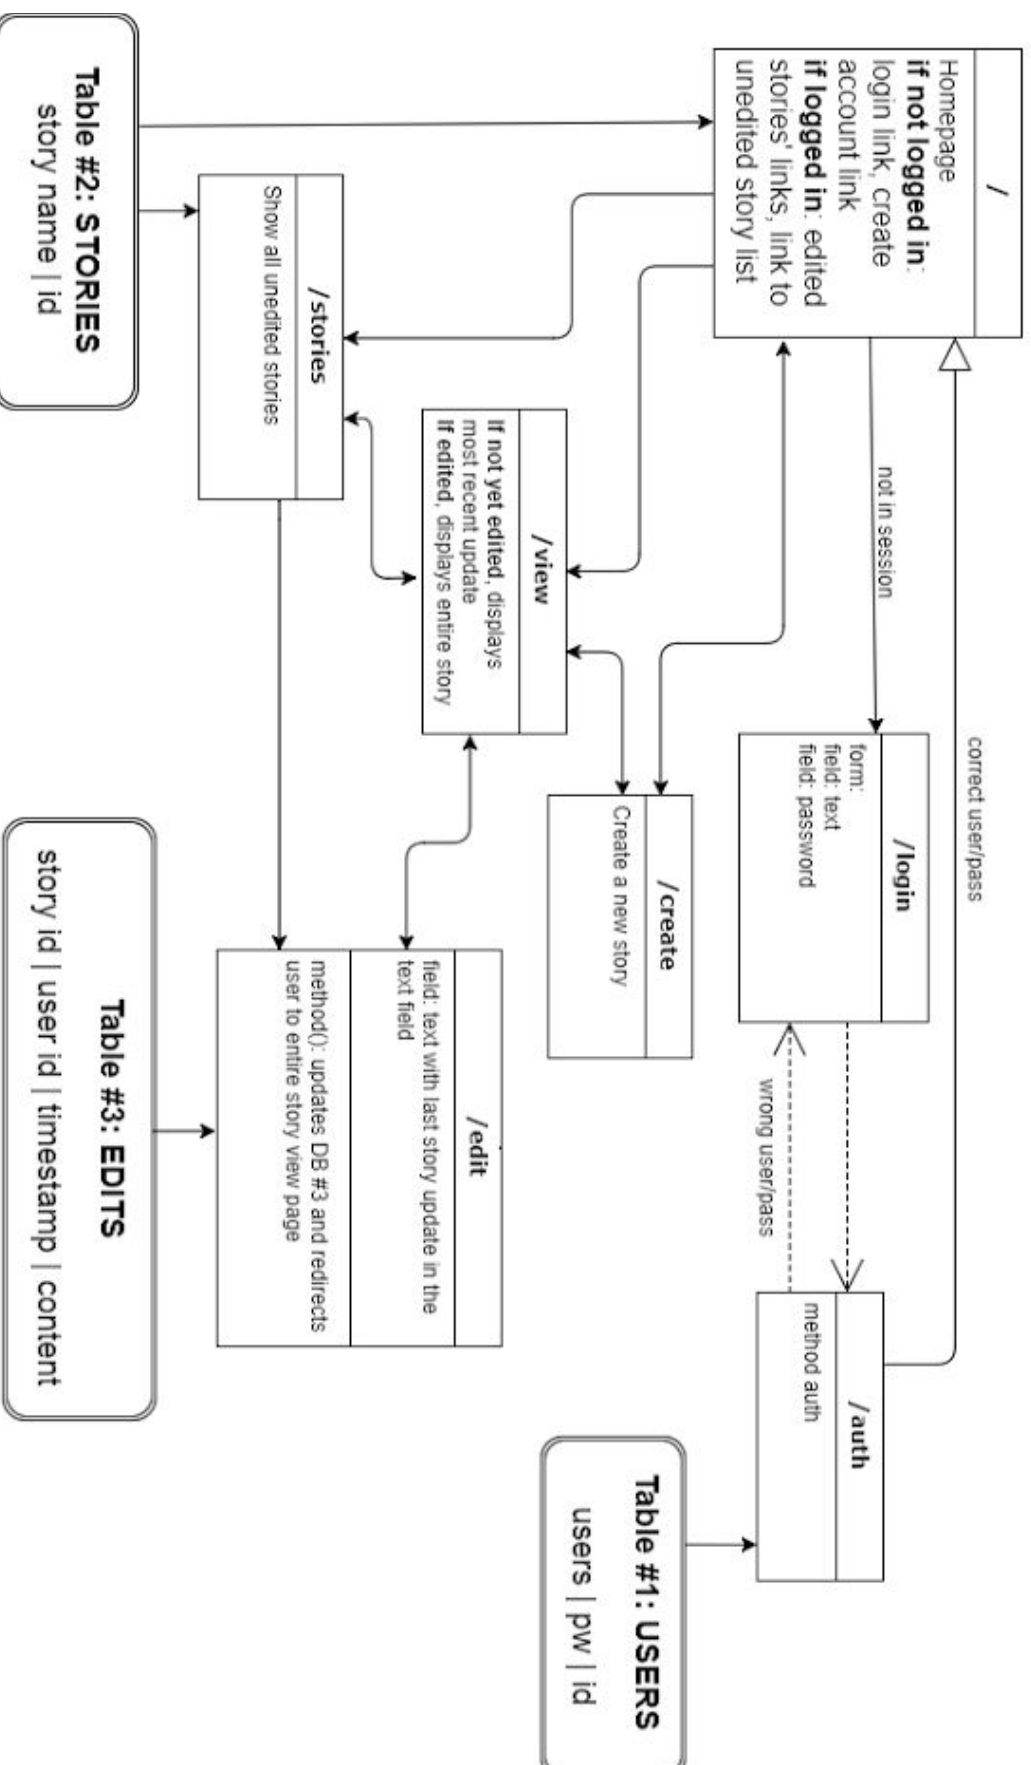 /
Homepage
if not logged in:
login link, create
account link
if logged in: edited
stories' links, link to
unedited story list
correct user/pass
not in session
/login
form:
field: text
field: password
wrong user/pass
/auth
method auth
Table #1: USERS
users | pw | id
/create
Create a new story
/view
If not yet edited, displays
most recent update
If edited, displays entire story
/edit
field: text with last story update in the
text field
method(): updates DB #3 and redirects
user to entire story view page
/stories
Show all unedited stories
Table #2: STORIES
story name | id
Table #3: EDITS
story id | user id | timestamp | content